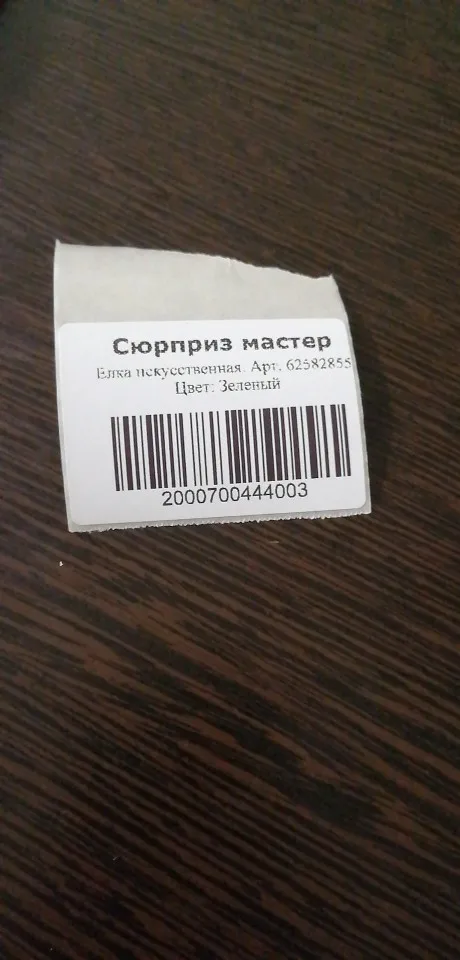 Сюрприз мастер
Елка искусственная. Арт. 62582855
Цвет: Зеленый
2000700444003